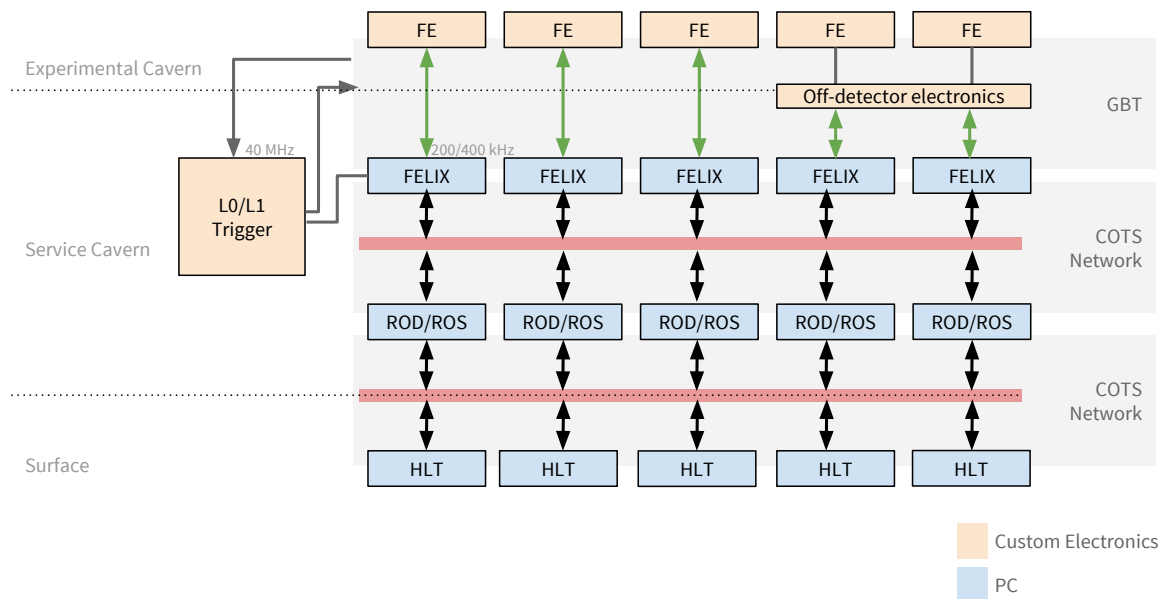 FE
FE
FE
FE
FE
Experimental Cavern
Off-detector electronics
GBT
40 MHz
200/400 kHz
FELIX
FELIX
FELIX
FELIX
FELIX
L0/L1
Trigger
Service Cavern
COTS
Network
ROD/ROS
ROD/ROS
ROD/ROS
ROD/ROS
ROD/ROS
COTS
Network
Surface
HLT
HLT
HLT
HLT
HLT
Custom Electronics
PC